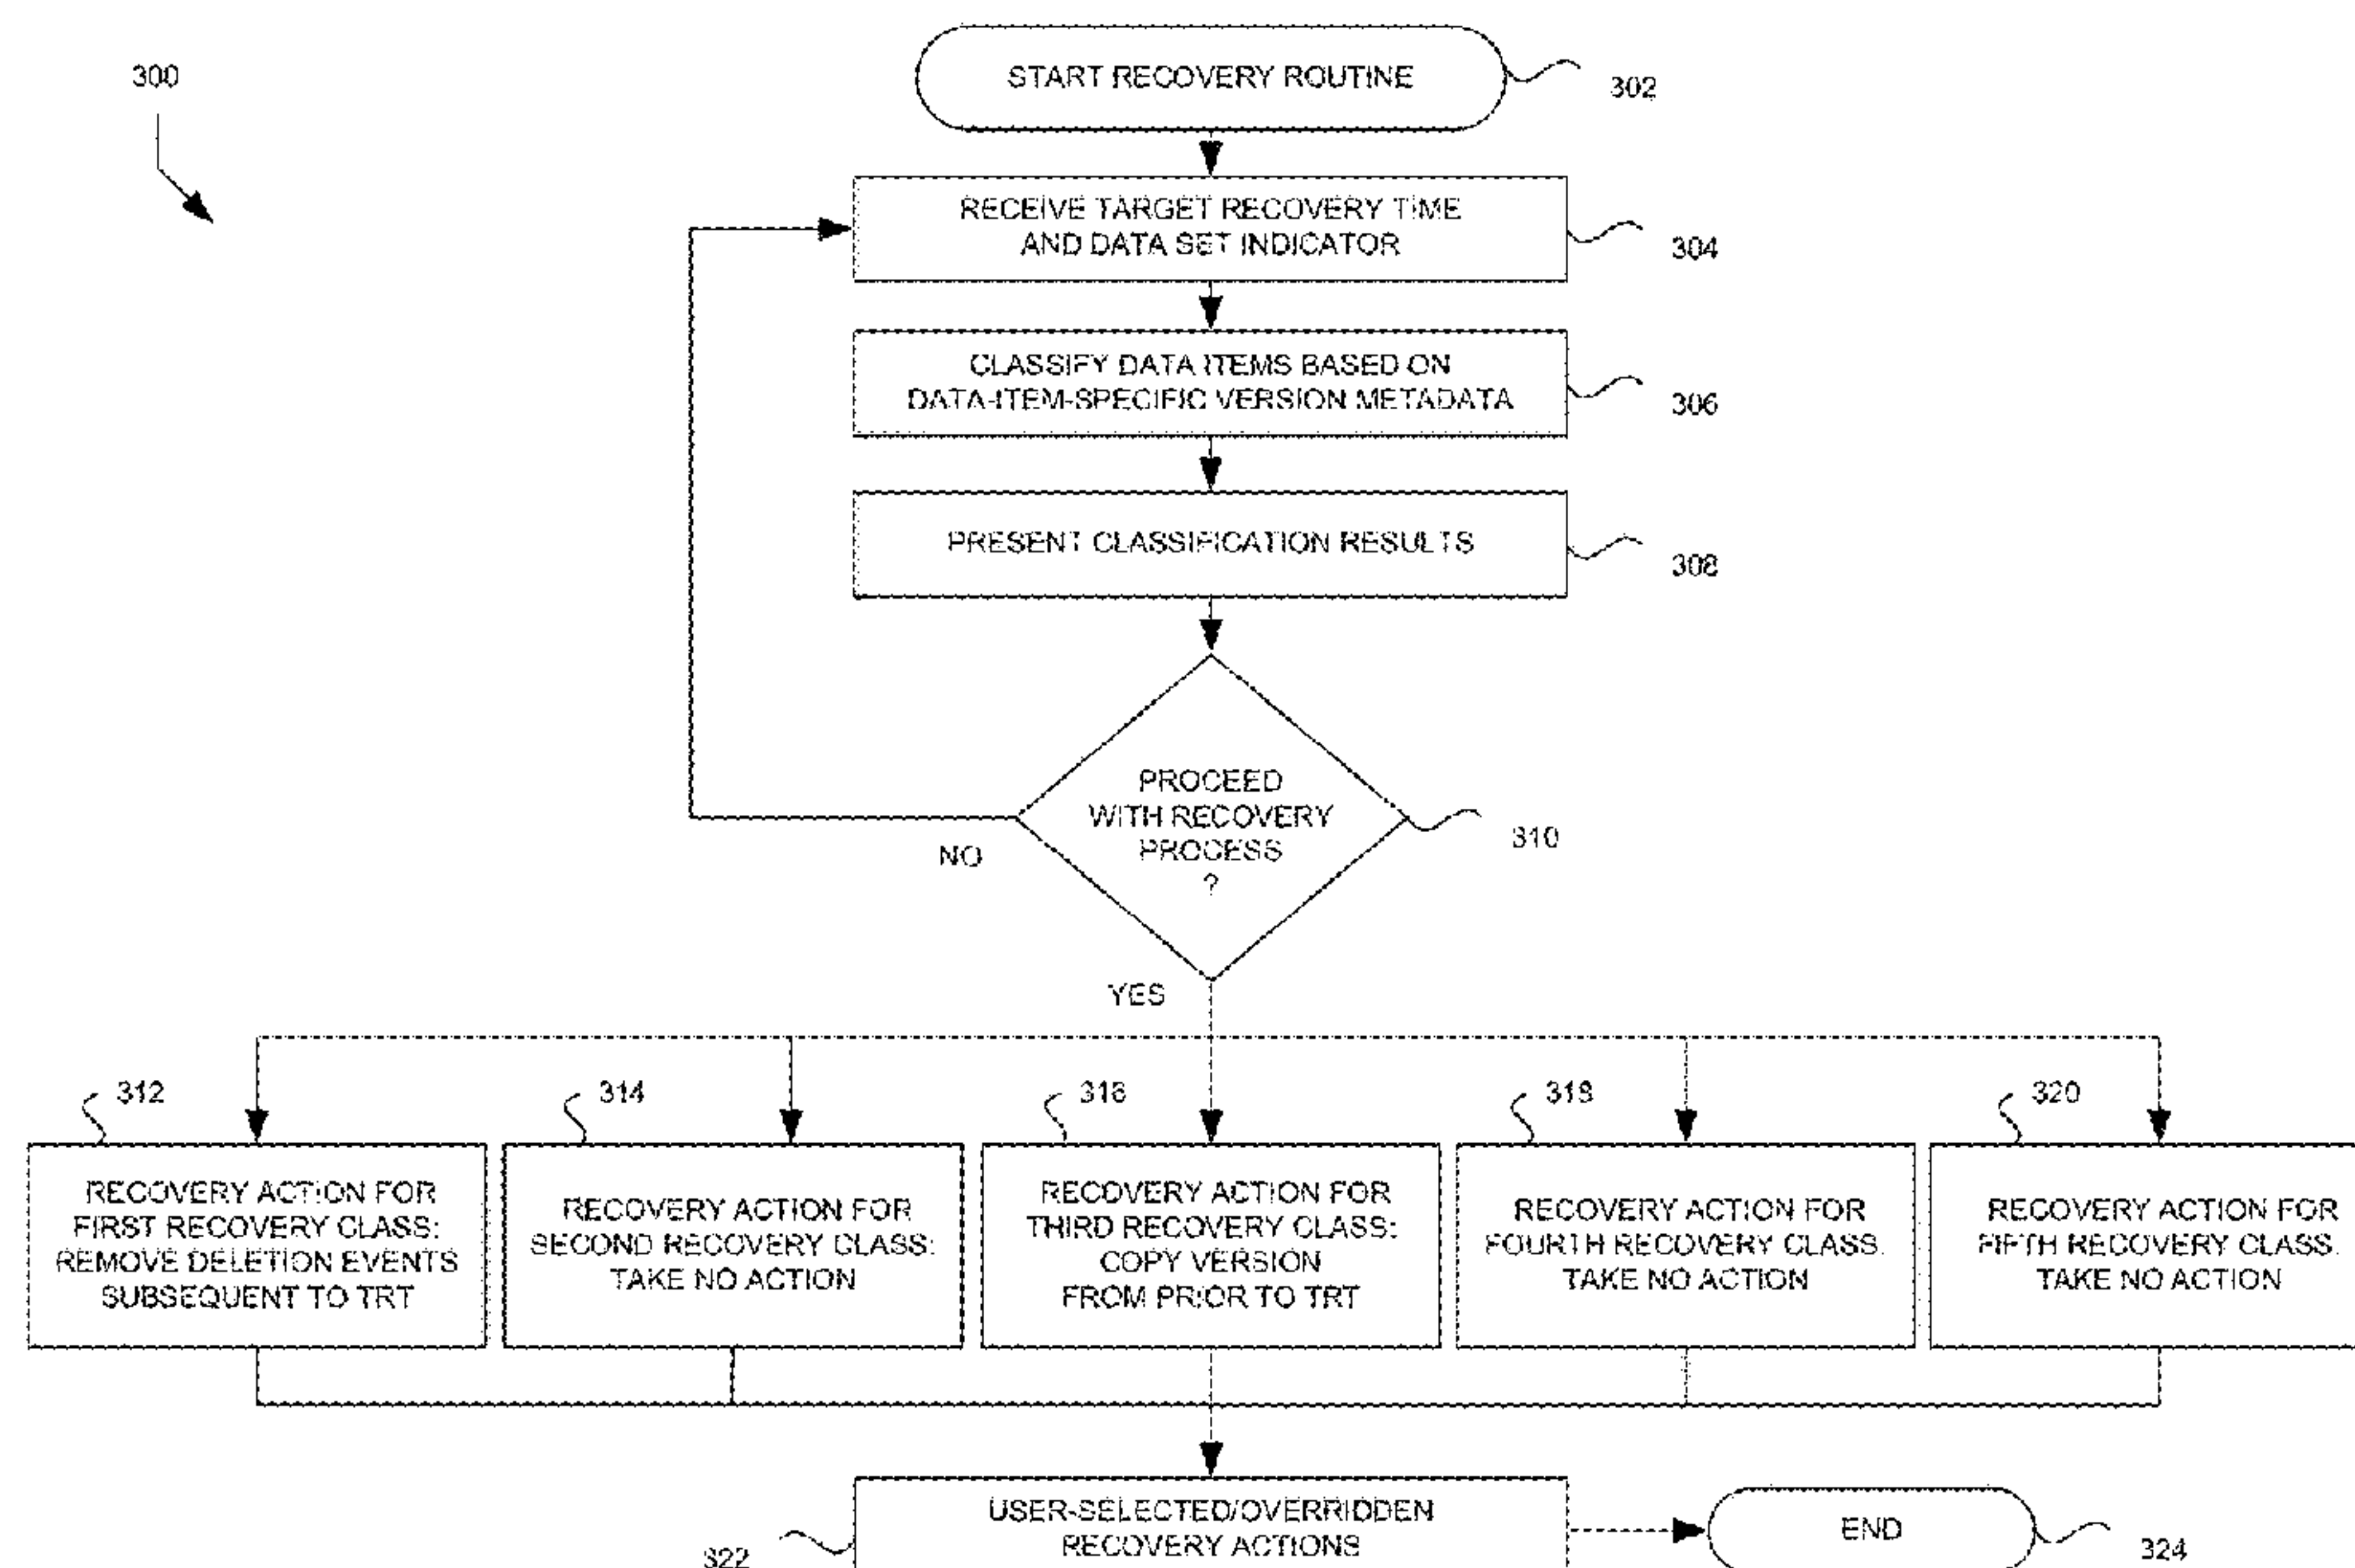 300
START RECOVERY ROUTINE
302
RECEIVE TARGET RECOVERY TIME
AND DATA SET INDICATOR
304
CLASSIFY DATA ITEMS BASED ON
DATA-ITEM-SPECIFIC VERSION METADATA
306
PRESENT CLASSIFICATION RESULTS
308
PROCEED
WITH RECOVERY
PROCESS
?
310
NO
YES
312
RECOVERY ACTION FOR
FIRST RECOVERY CLASS:
REMOVE DELETION EVENTS
SUBSEQUENT TO TRT
314
RECOVERY ACTION FOR
SECOND RECOVERY CLASS:
TAKE NO ACTION
316
RECOVERY ACTION FOR
THIRD RECOVERY CLASS:
COPY VERSION
FROM PRIOR TO TRT
318
RECOVERY ACTION FOR
FOURTH RECOVERY CLASS:
TAKE NO ACTION
320
RECOVERY ACTION FOR
FIFTH RECOVERY CLASS:
TAKE NO ACTION
USER-SELECTED/OVERRIDDEN
RECOVERY ACTIONS
322
END
324